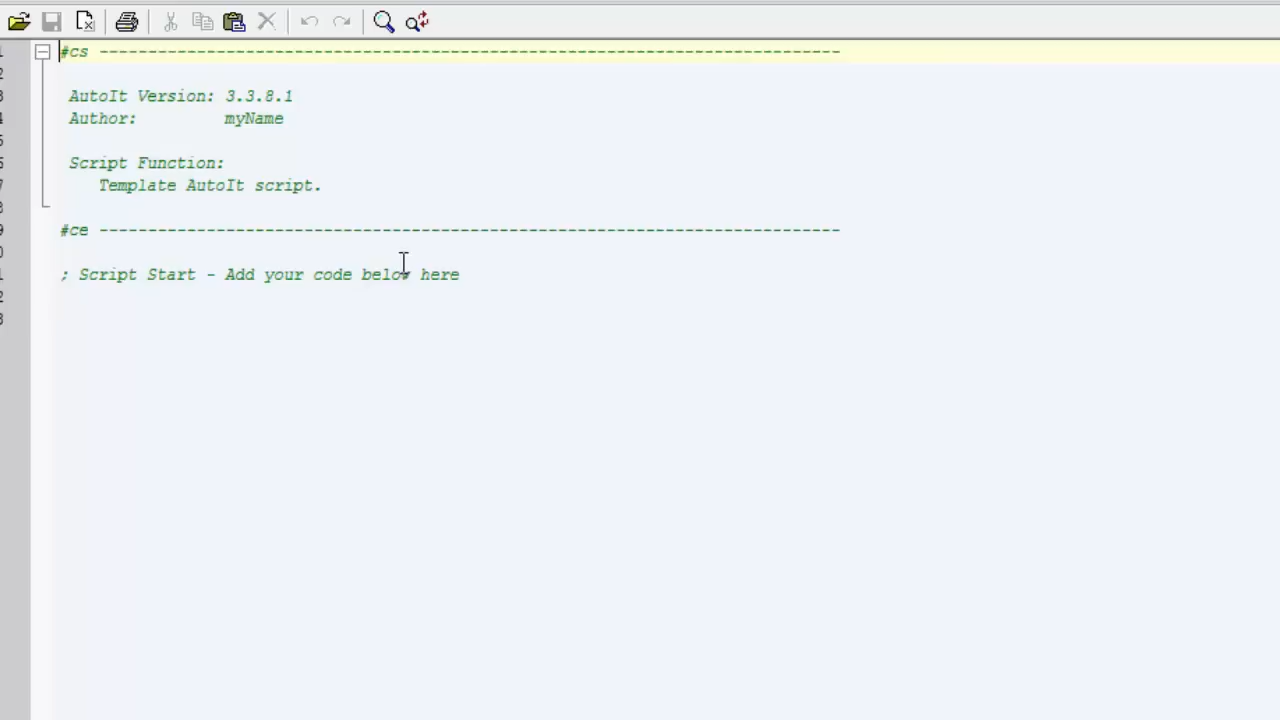 #cs ----------------------------------------------------------------------------
AutoIt Version: 3.3.8.1
Author: myName
Script Function:
Template AutoIt script.
#ce ----------------------------------------------------------------------------
; Script Start - Add your code below here